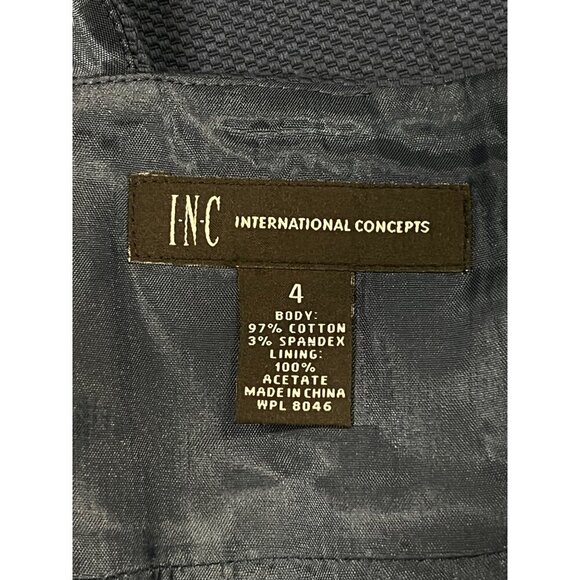 I·N·C INTERNATIONAL CONCEPTS
4
BODY:
97% COTTON
3% SPANDEX
LINING:
100%
ACETATE
MADE IN CHINA
WPL 8046